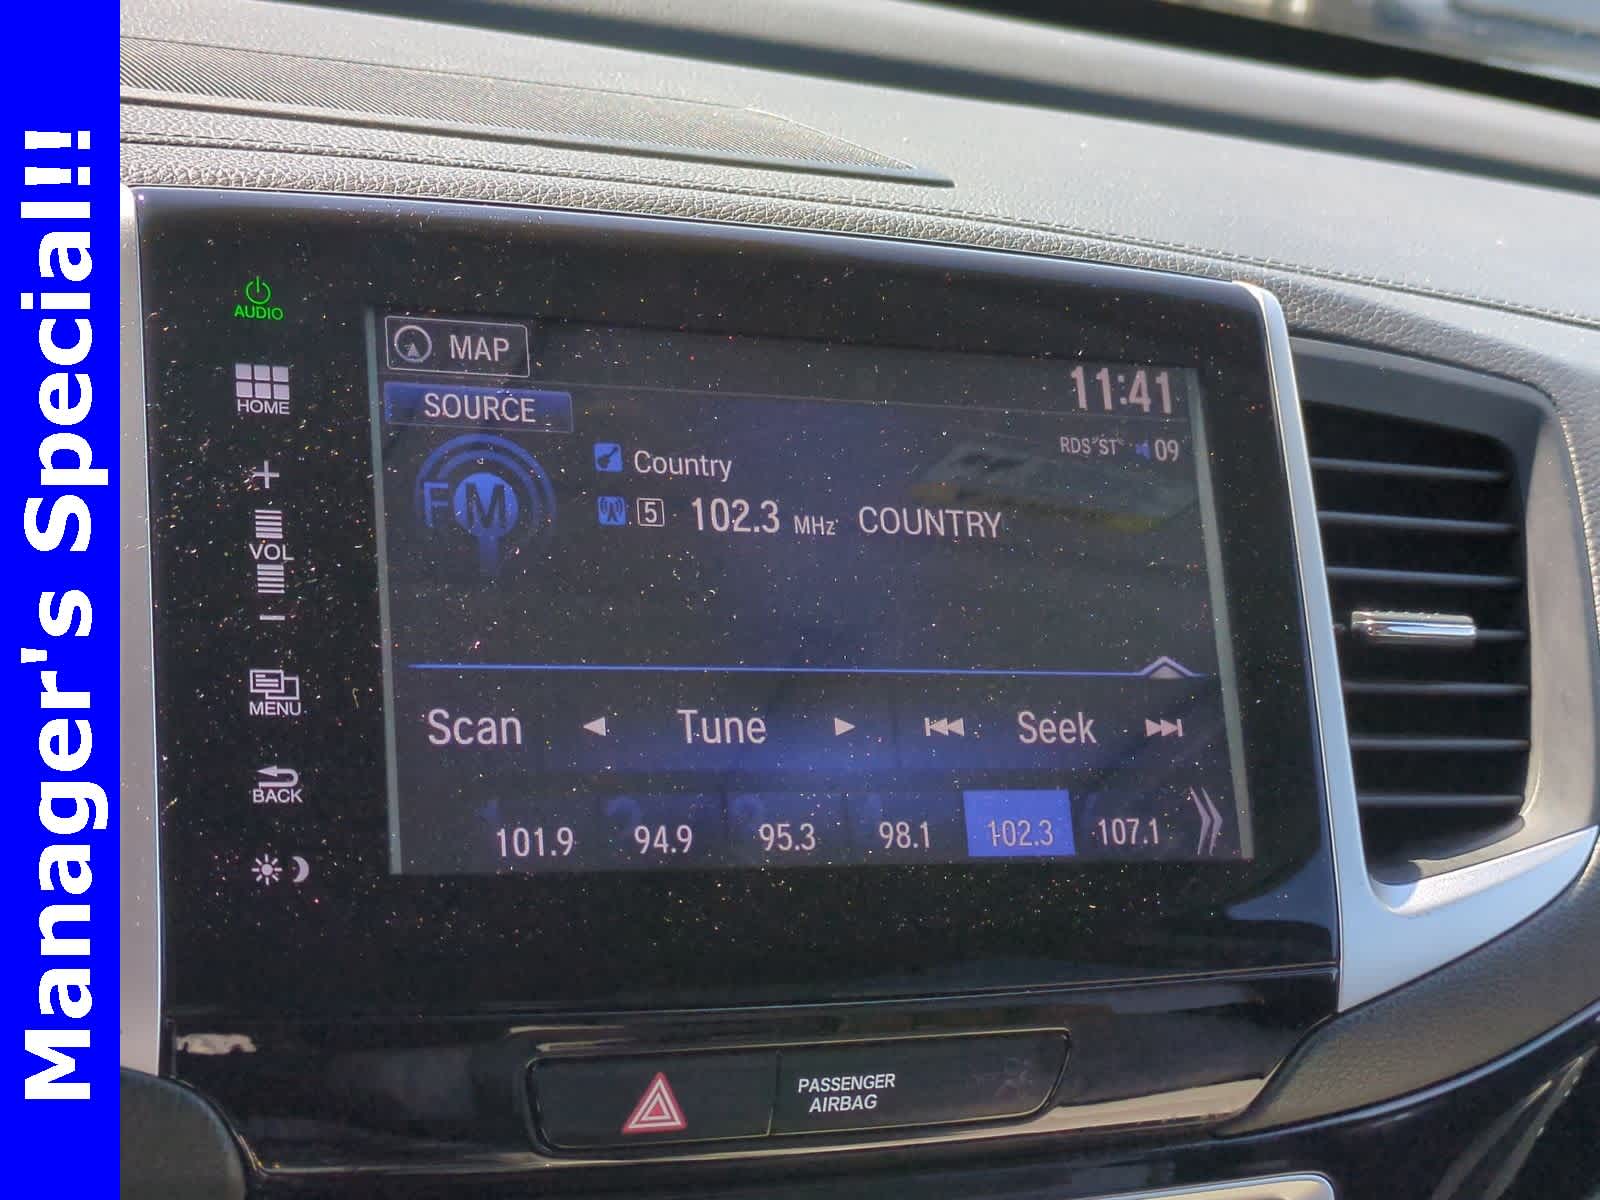 Manager's Special!!
AUDIO
HOME
+
VOL
−
MENU
BACK
MAP
11:41
SOURCE
RDS ST 09
FM
Country
5 102.3 MHz COUNTRY
Scan Tune Seek
101.9 94.9 95.3 98.1 102.3 107.1
PASSENGER
AIRBAG